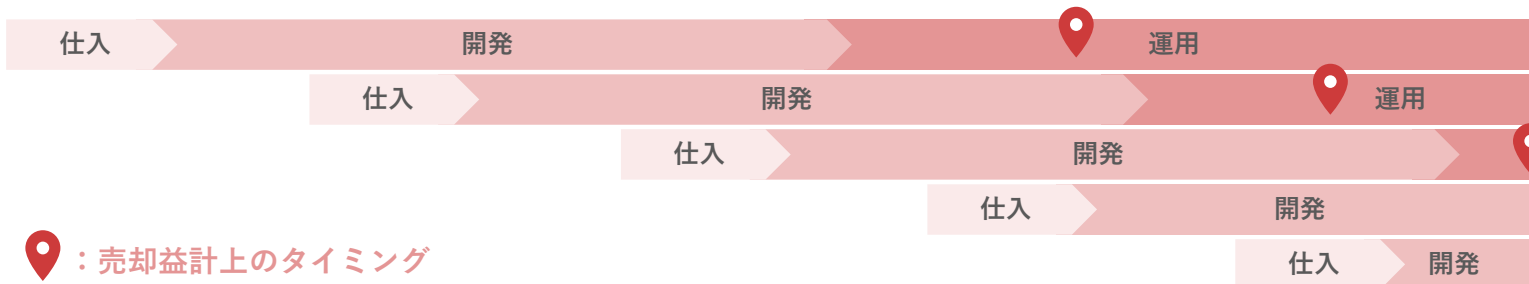 仕入 開発 運用
仕入 開発 運用
仕入 開発
仕入 開発
仕入 開発
：売却益計上のタイミング